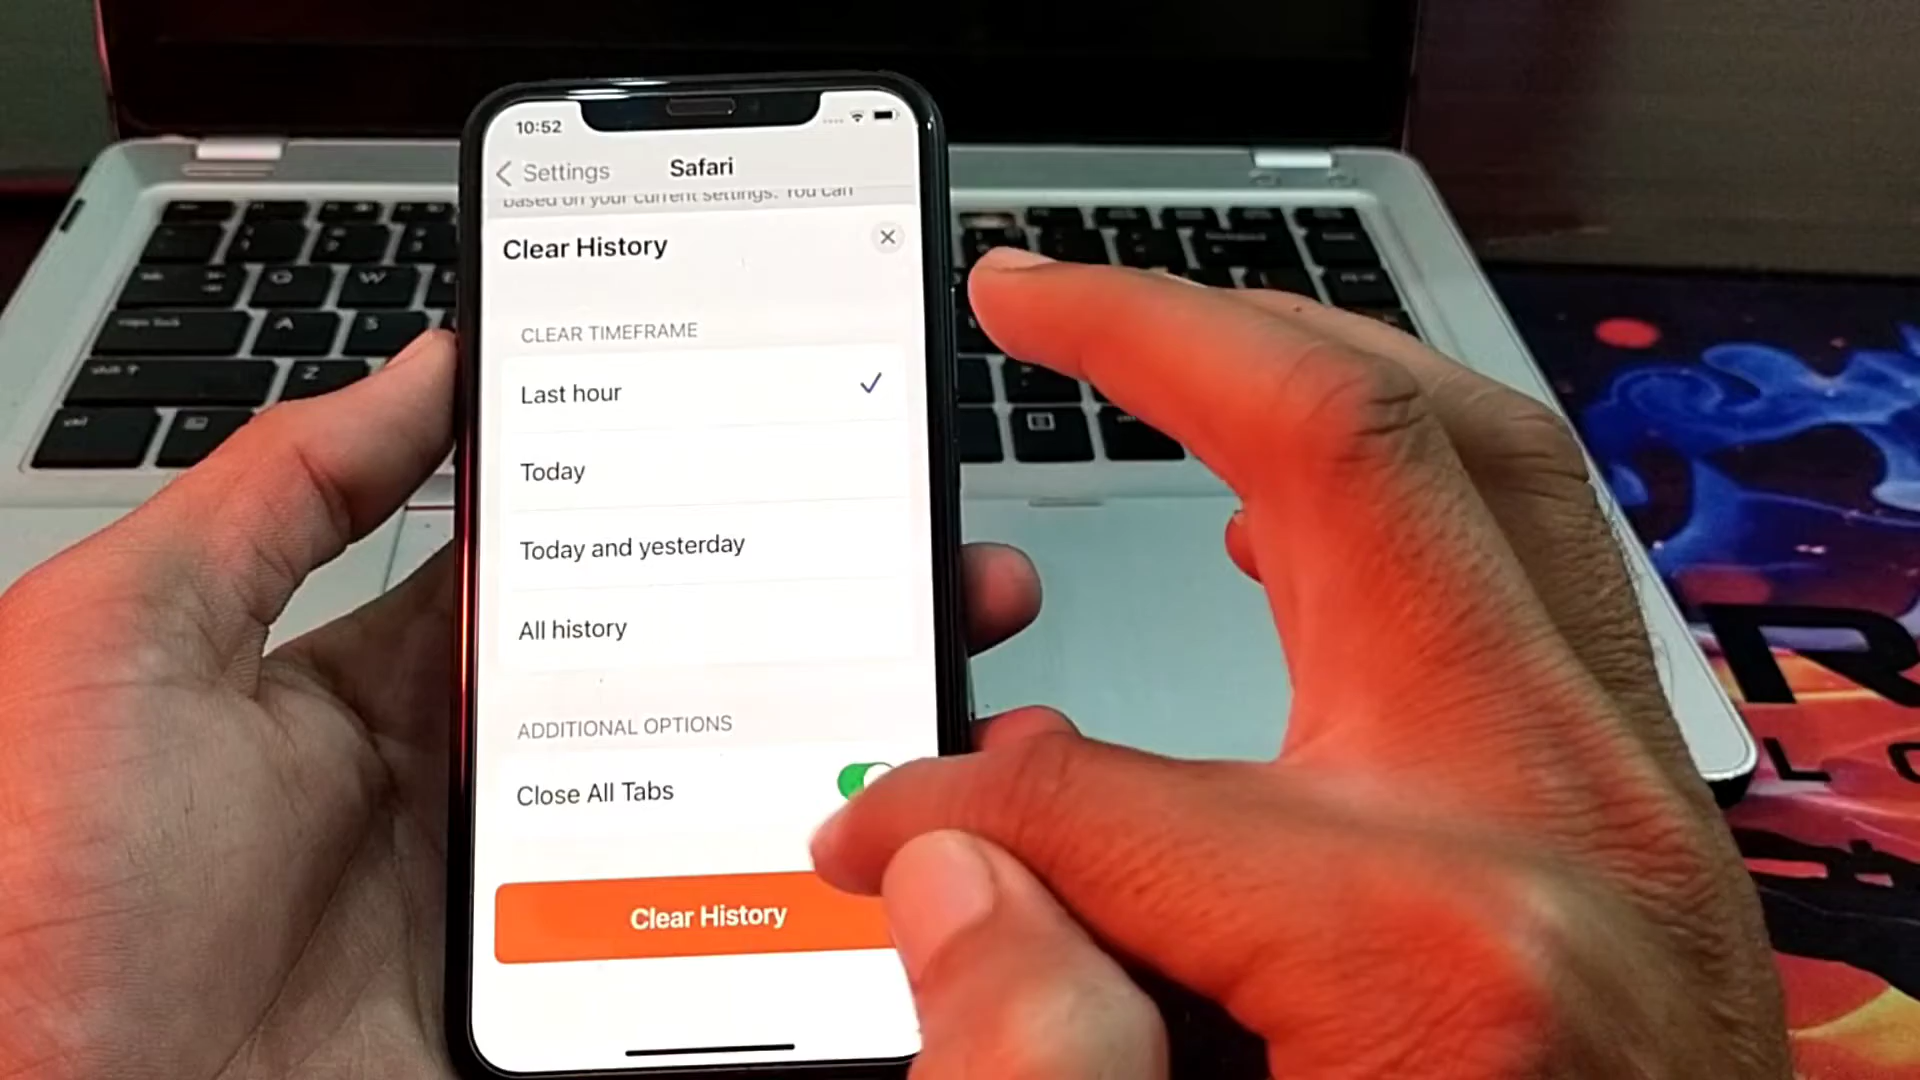 10:52
Settings
Safari
based on your current settings. You can
Clear History
CLEAR TIMEFRAME
Last hour
Today
Today and yesterday
All history
ADDITIONAL OPTIONS
Close All Tabs
Clear History
Q
W
A
S
Z
R
L